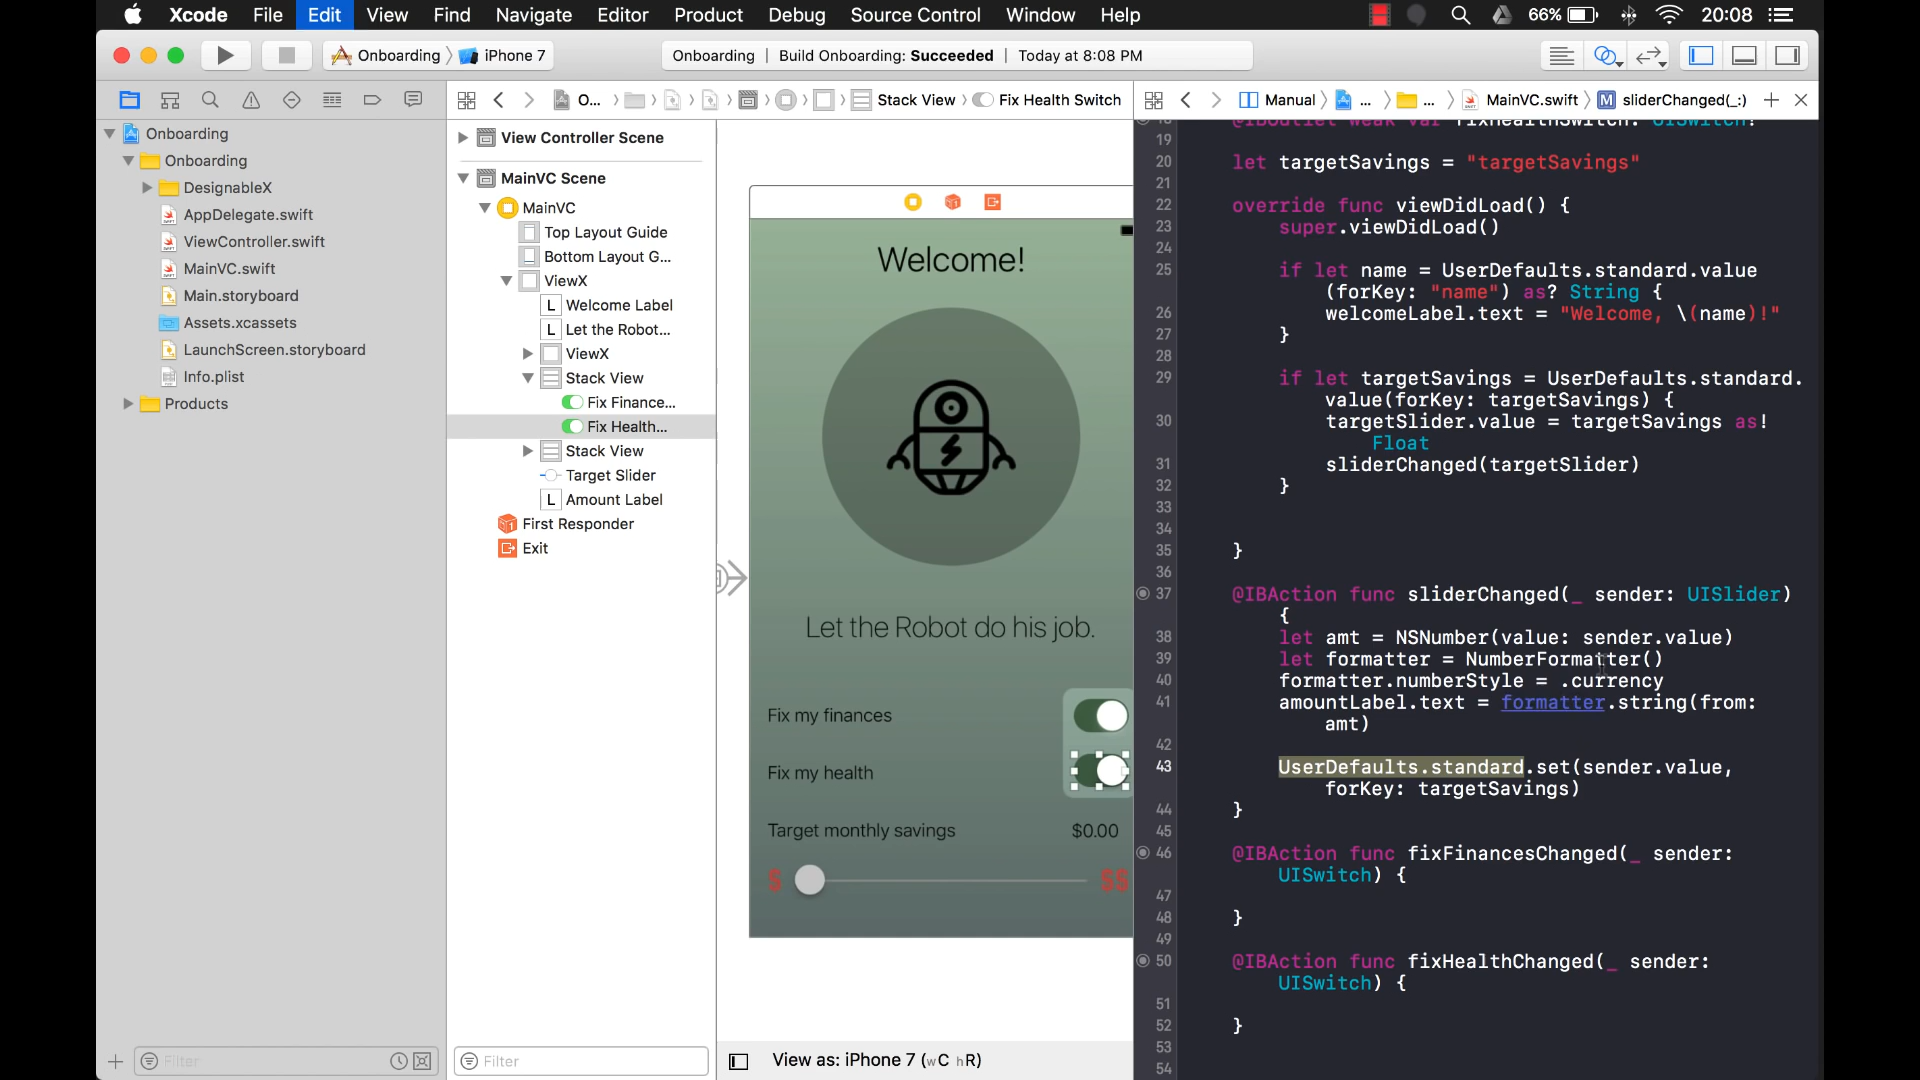 Xcode File Edit View Find Navigate Editor Product Debug Source Control Window Help 66% 20:08
Onboarding iPhone 7
Onboarding | Build Onboarding: Succeeded | Today at 8:08 PM
O... Stack View Fix Health Switch
Manual ... ... MainVC.swift M sliderChanged(_:)
Onboarding
Onboarding
DesignableX
AppDelegate.swift
ViewController.swift
MainVC.swift
Main.storyboard
Assets.xcassets
LaunchScreen.storyboard
Info.plist
Products
Filter
View Controller Scene
MainVC Scene
MainVC
Top Layout Guide
Bottom Layout G...
ViewX
L Welcome Label
L Let the Robot...
ViewX
Stack View
Fix Finance...
Fix Health...
Stack View
Target Slider
L Amount Label
First Responder
Exit
Filter
Welcome!
Let the Robot do his job.
Fix my finances
Fix my health
Target monthly savings $0.00
$ $$
View as: iPhone 7 (wC hR)
18 @IBOutlet weak var fixHealthSwitch: UISwitch!
19
20 let targetSavings = "targetSavings"
21
22 override func viewDidLoad() {
23 super.viewDidLoad()
24
25 if let name = UserDefaults.standard.value
(forKey: "name") as? String {
26 welcomeLabel.text = "Welcome, \(name)!"
27 }
28
29 if let targetSavings = UserDefaults.standard.
value(forKey: targetSavings) {
30 targetSlider.value = targetSavings as!
Float
31 sliderChanged(targetSlider)
32 }
33
34
35 }
36
37 @IBAction func sliderChanged(_ sender: UISlider)
{
38 let amt = NSNumber(value: sender.value)
39 let formatter = NumberFormatter()
40 formatter.numberStyle = .currency
41 amountLabel.text = formatter.string(from:
amt)
42
43 UserDefaults.standard.set(sender.value,
forKey: targetSavings)
44 }
45
46 @IBAction func fixFinancesChanged(_ sender:
UISwitch) {
47
48 }
49
50 @IBAction func fixHealthChanged(_ sender:
UISwitch) {
51
52 }
53
54